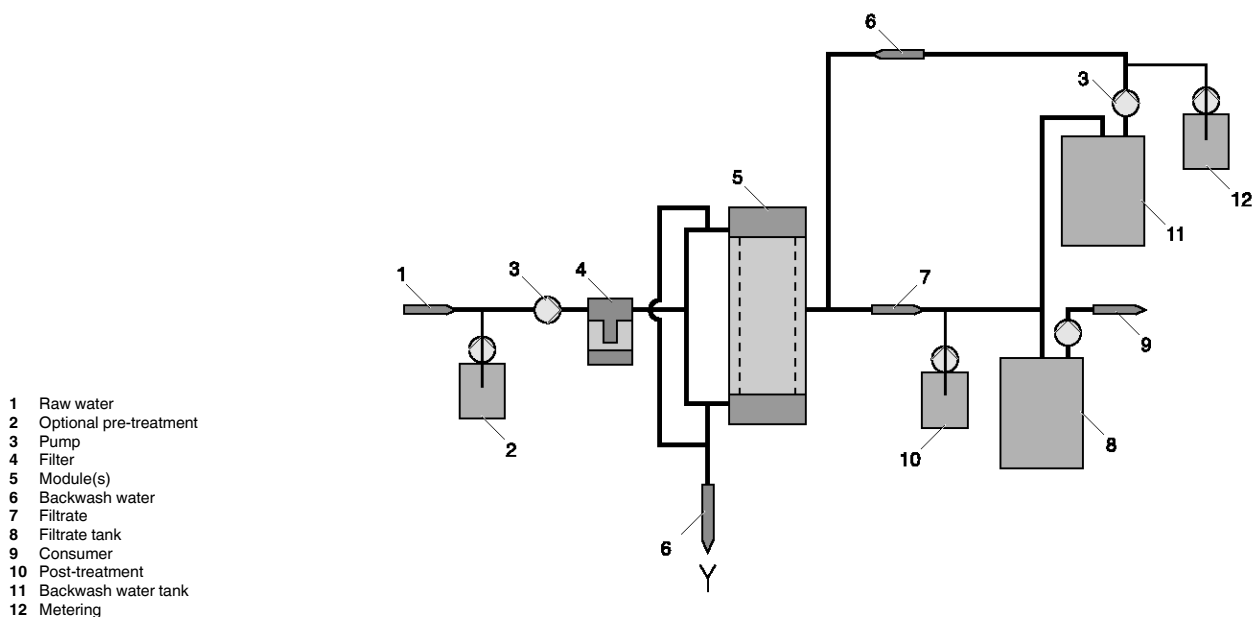 6
3
12
11
5
1
3
4
7
9
8
2
10
6
1 Raw water
2 Optional pre-treatment
3 Pump
4 Filter
5 Module(s)
6 Backwash water
7 Filtrate
8 Filtrate tank
9 Consumer
10 Post-treatment
11 Backwash water tank
12 Metering